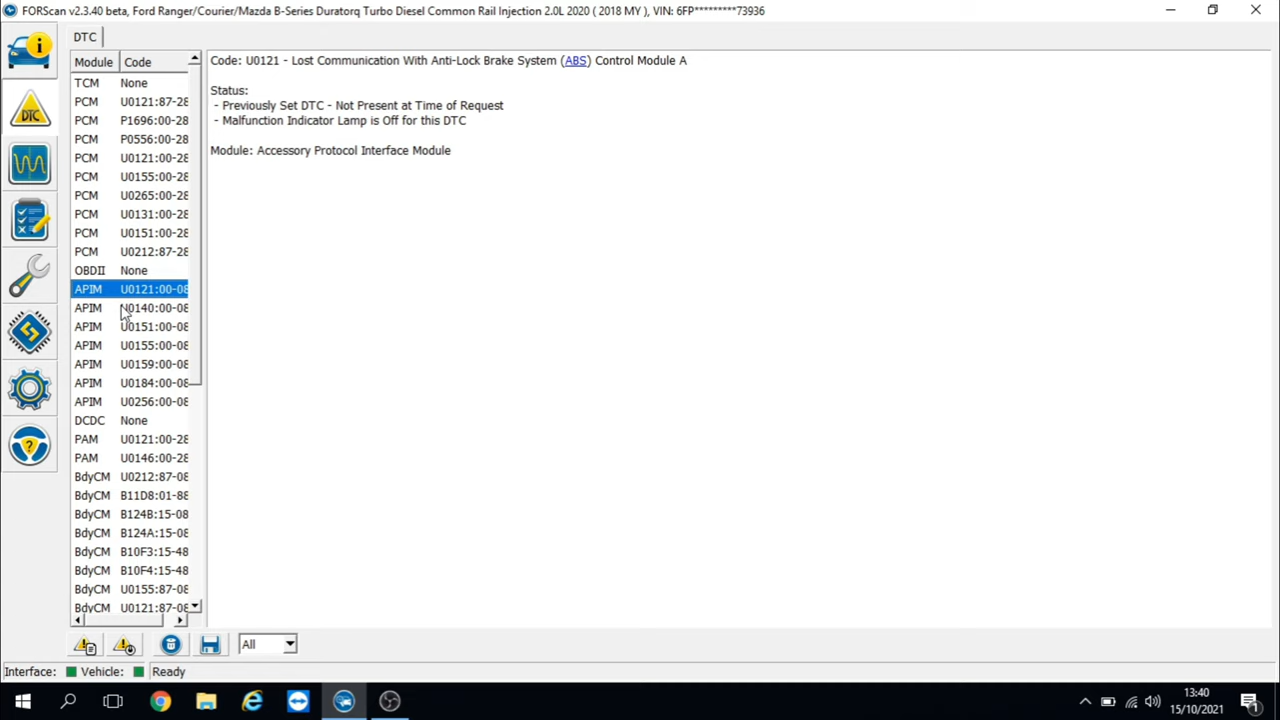 FORScan v2.3.40 beta, Ford Ranger/Courier/Mazda B-Series Duratorq Turbo Diesel Common Rail Injection 2.0L 2020 ( 2018 MY ), VIN: 6FP*********73936
DTC
Module Code
TCM None
PCM U0121:87-28
PCM P1696:00-28
PCM P0556:00-28
PCM U0121:00-28
PCM U0155:00-28
PCM U0265:00-28
PCM U0131:00-28
PCM U0151:00-28
PCM U0212:87-28
OBDII None
APIM U0121:00-08
APIM U0140:00-08
APIM U0151:00-08
APIM U0155:00-08
APIM U0159:00-08
APIM U0184:00-08
APIM U0256:00-08
DCDC None
PAM U0121:00-28
PAM U0146:00-28
BdyCM U0212:87-08
BdyCM B11D8:01-88
BdyCM B124B:15-08
BdyCM B124A:15-08
BdyCM B10F3:15-48
BdyCM B10F4:15-48
BdyCM U0155:87-08
BdyCM U0121:87-08
Code: U0121 - Lost Communication With Anti-Lock Brake System (ABS) Control Module A
Status:
- Previously Set DTC - Not Present at Time of Request
- Malfunction Indicator Lamp is Off for this DTC
Module: Accessory Protocol Interface Module
All
Interface: Vehicle: Ready
13:40
15/10/2021
1